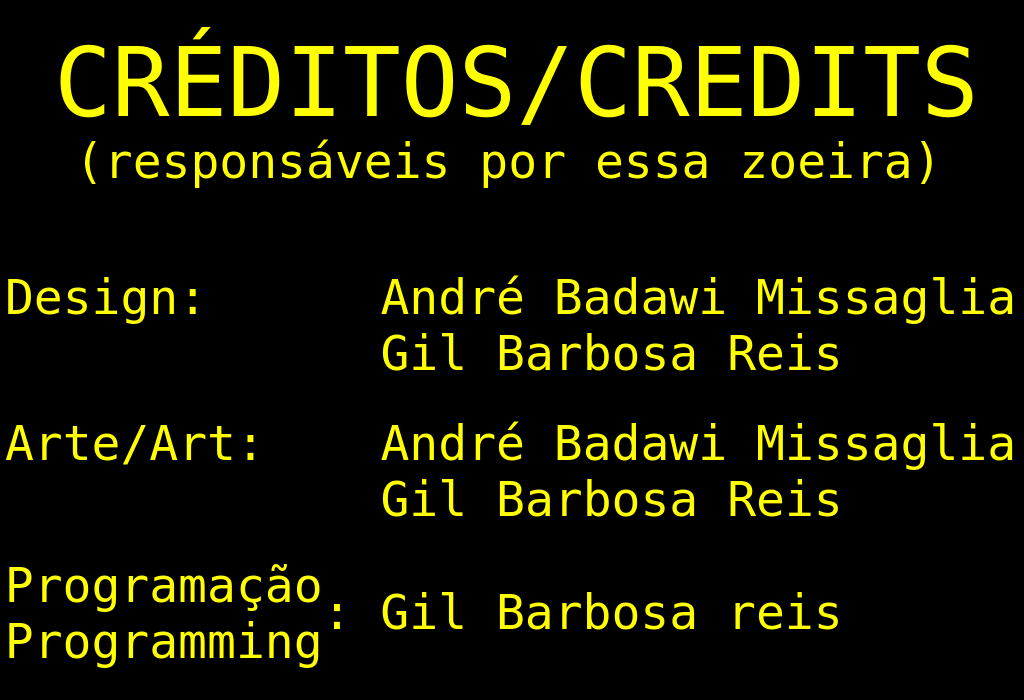 CRÉDITOS/CREDITS
(responsáveis por essa zoeira)
Design: André Badawi Missaglia
Gil Barbosa Reis
Arte/Art: André Badawi Missaglia
Gil Barbosa Reis
Programação
Programming : Gil Barbosa reis